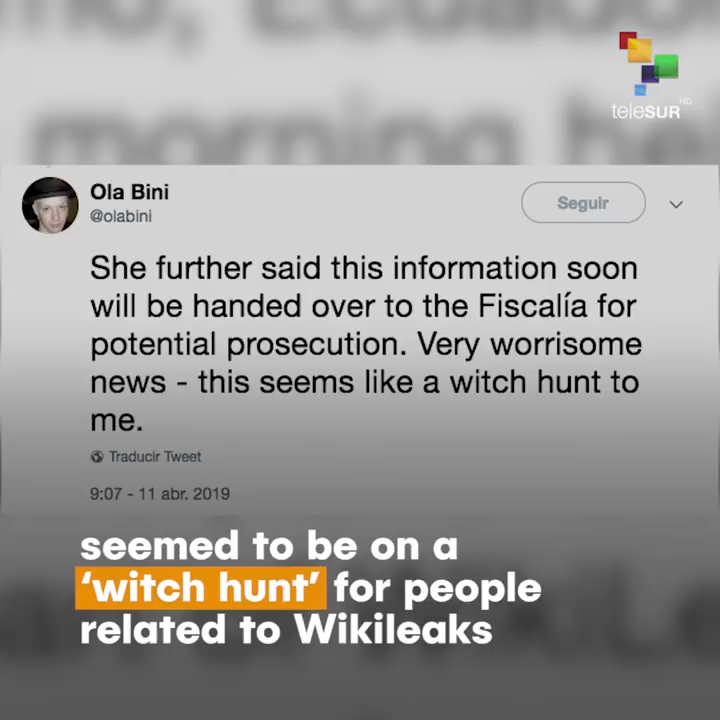 teleSUR HD
Ola Bini
@olabini
Seguir
She further said this information soon
will be handed over to the Fiscalía for
potential prosecution. Very worrisome
news - this seems like a witch hunt to
me.
Traducir Tweet
9:07 - 11 abr. 2019
seemed to be on a
‘witch hunt’ for people
related to Wikileaks